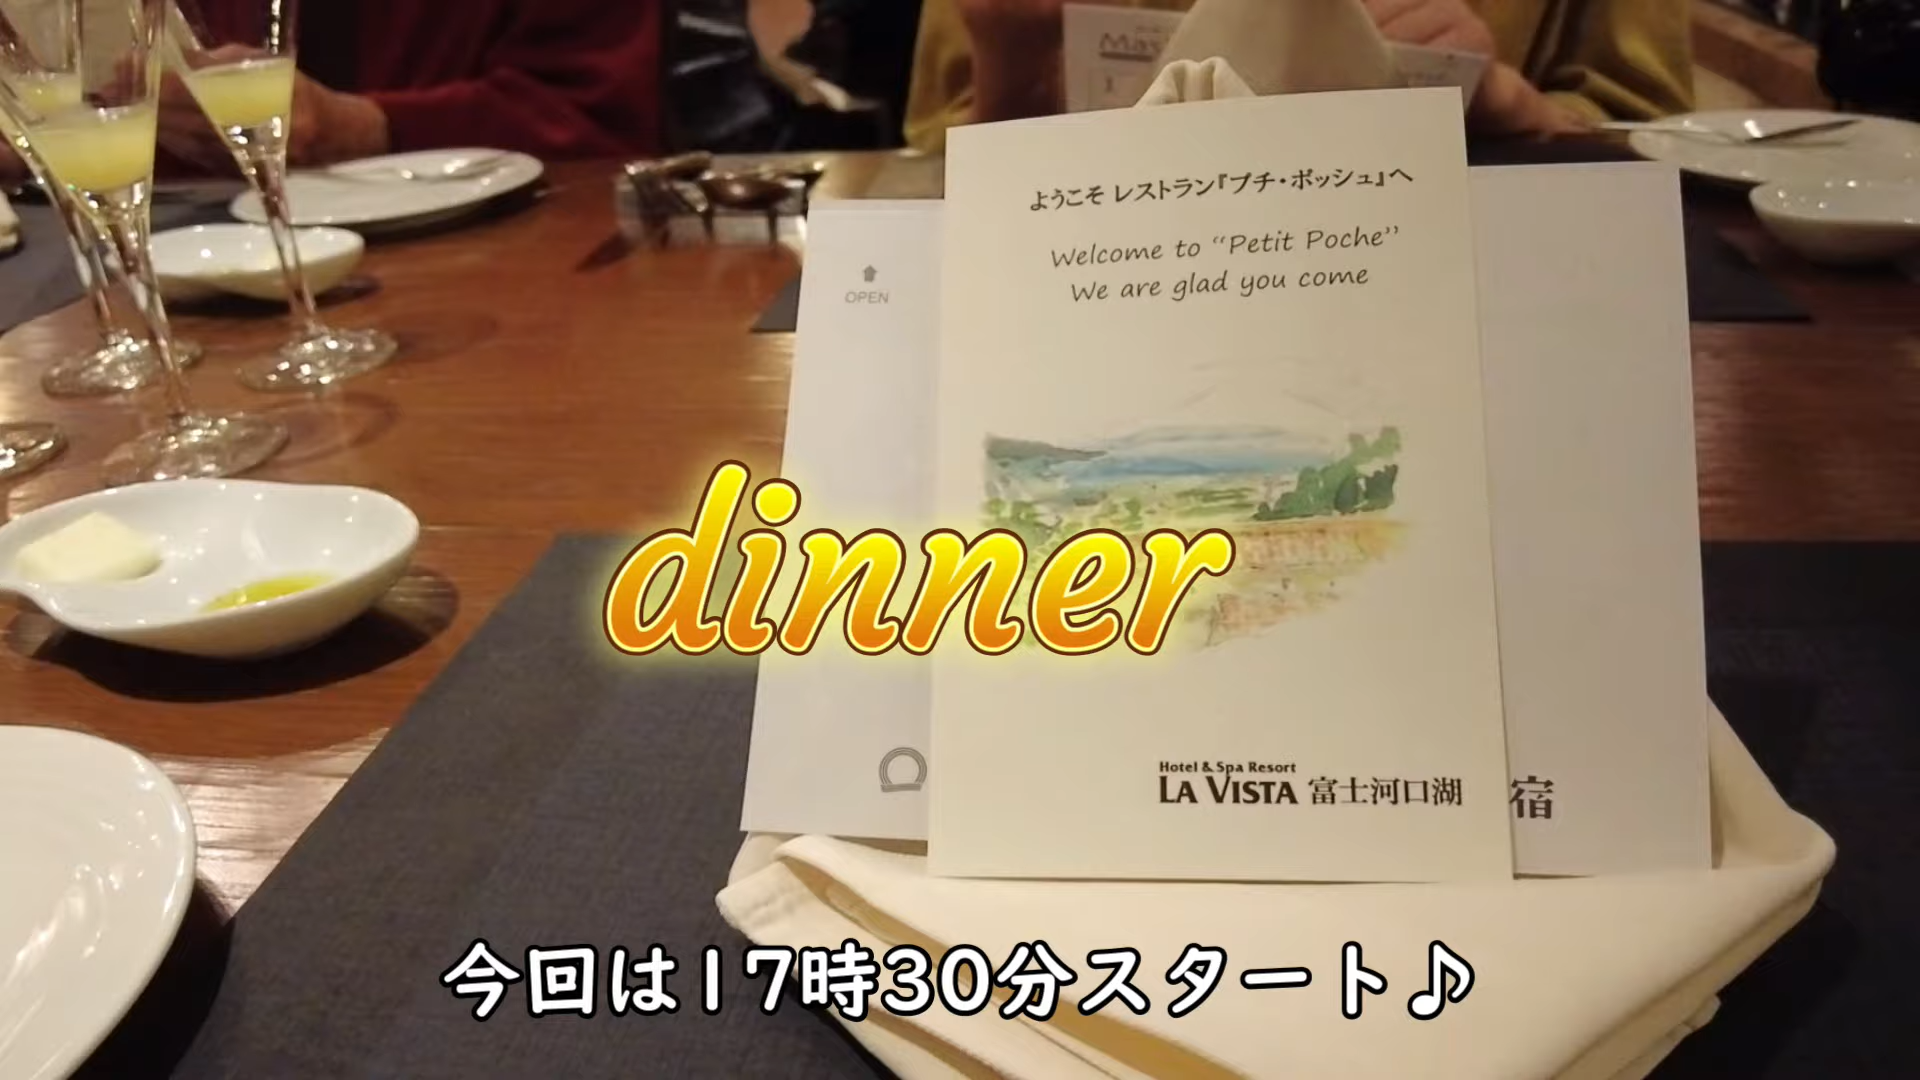 ようこそ レストラン『プチ・ポッシュ』へ
Welcome to “Petit Poche”
We are glad you come
OPEN
dinner
Hotel & Spa Resort
LA VISTA 富士河口湖
宿
今回は17時30分スタート♪